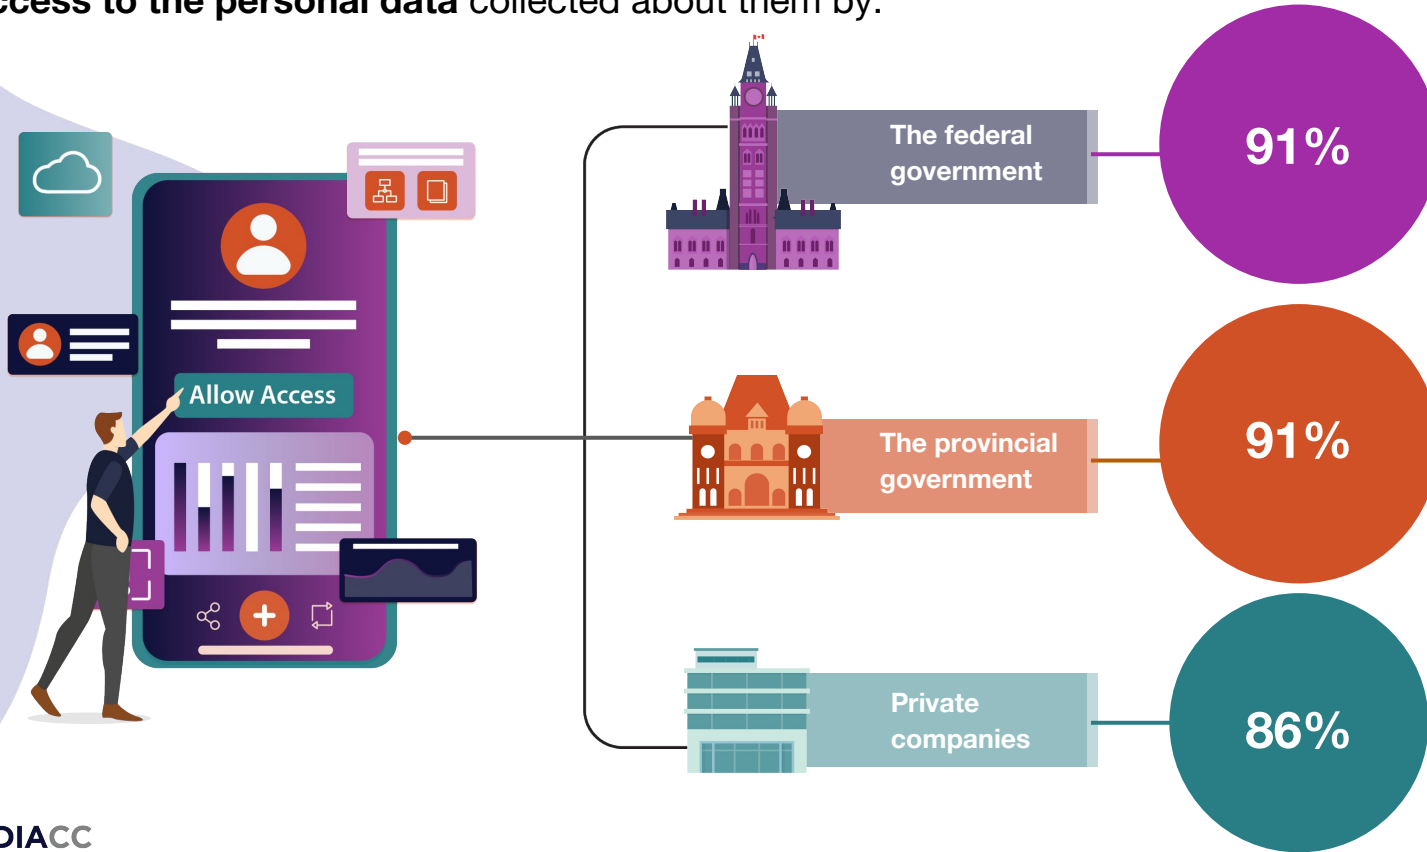 ccess to the personal data collected about them by:
The federal
government
91%
Allow Access
The provincial
government
91%
Private
companies
86%
DIACC